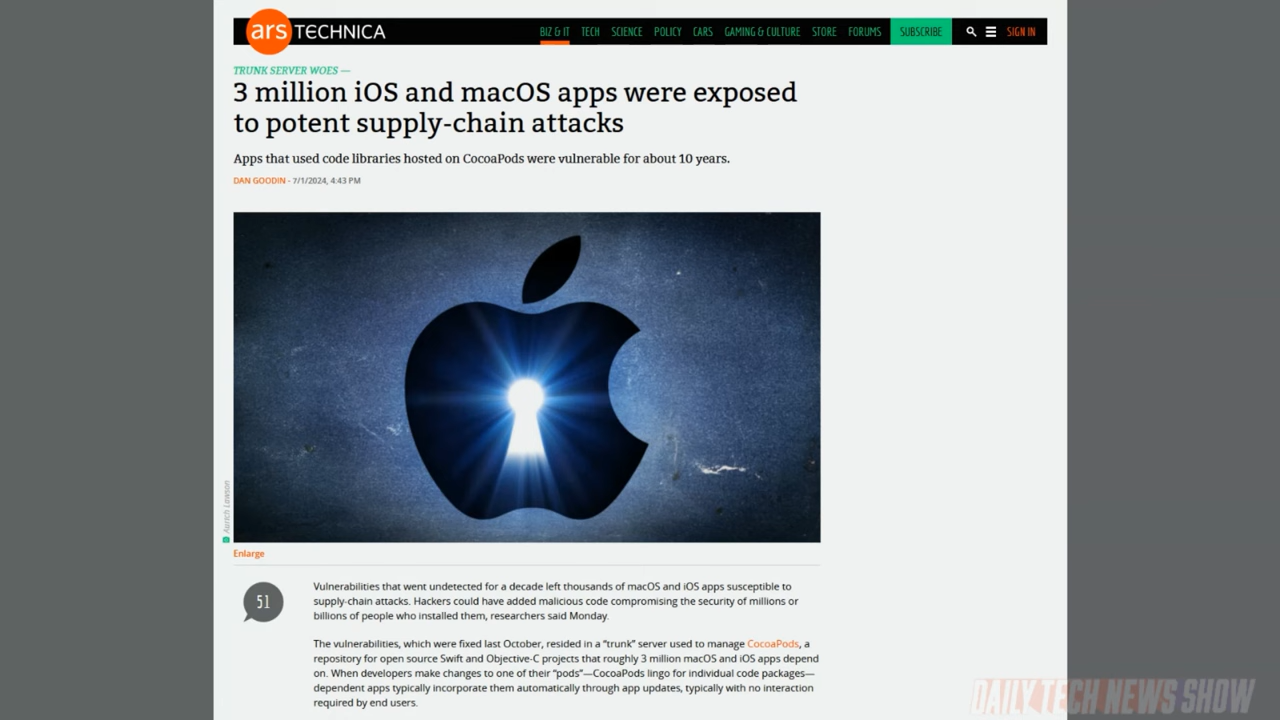 ars TECHNICA
BIZ & IT TECH SCIENCE POLICY CARS GAMING & CULTURE STORE FORUMS SUBSCRIBE SIGN IN
TRUNK SERVER WOES —
3 million iOS and macOS apps were exposed
to potent supply-chain attacks
Apps that used code libraries hosted on CocoaPods were vulnerable for about 10 years.
DAN GOODIN - 7/1/2024, 4:43 PM
Aurich Lawson
Enlarge
51
Vulnerabilities that went undetected for a decade left thousands of macOS and iOS apps susceptible to
supply-chain attacks. Hackers could have added malicious code compromising the security of millions or
billions of people who installed them, researchers said Monday.
The vulnerabilities, which were fixed last October, resided in a “trunk” server used to manage CocoaPods, a
repository for open source Swift and Objective-C projects that roughly 3 million macOS and iOS apps depend
on. When developers make changes to one of their “pods”—CocoaPods lingo for individual code packages—
dependent apps typically incorporate them automatically through app updates, typically with no interaction
required by end users.
DAILY TECH NEWS SHOW